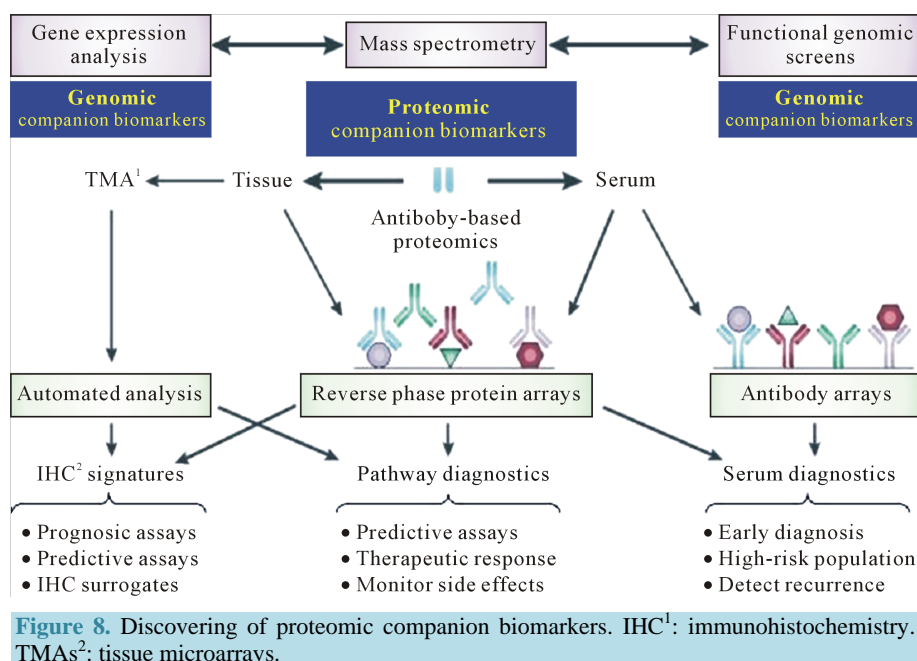 Gene expression
analysis
Mass spectrometry
Functional genomic
screens
Genomic
companion biomarkers
Proteomic
companion biomarkers
Genomic
companion biomarkers
TMA¹
Tissue
Serum
Antiboby-based
proteomics
Automated analysis
Reverse phase protein arrays
Antibody arrays
IHC² signatures
Pathway diagnostics
Serum diagnostics
• Prognosic assays
• Predictive assays
• IHC surrogates
• Predictive assays
• Therapeutic response
• Monitor side effects
• Early diagnosis
• High-risk population
• Detect recurrence
Figure 8. Discovering of proteomic companion biomarkers. IHC¹: immunohistochemistry.
TMAs²: tissue microarrays.